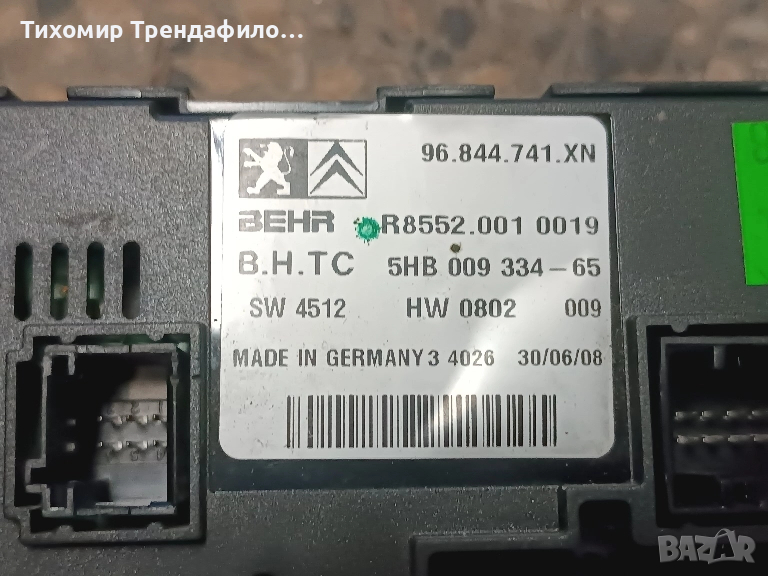 Тихомир Трендафило...
96.844.741.XN
BEHR R8552.001 0019
B.H.TC 5HB 009 334-65
SW 4512 HW 0802 009
MADE IN GERMANY 3 4026 30/06/08
BAZAR